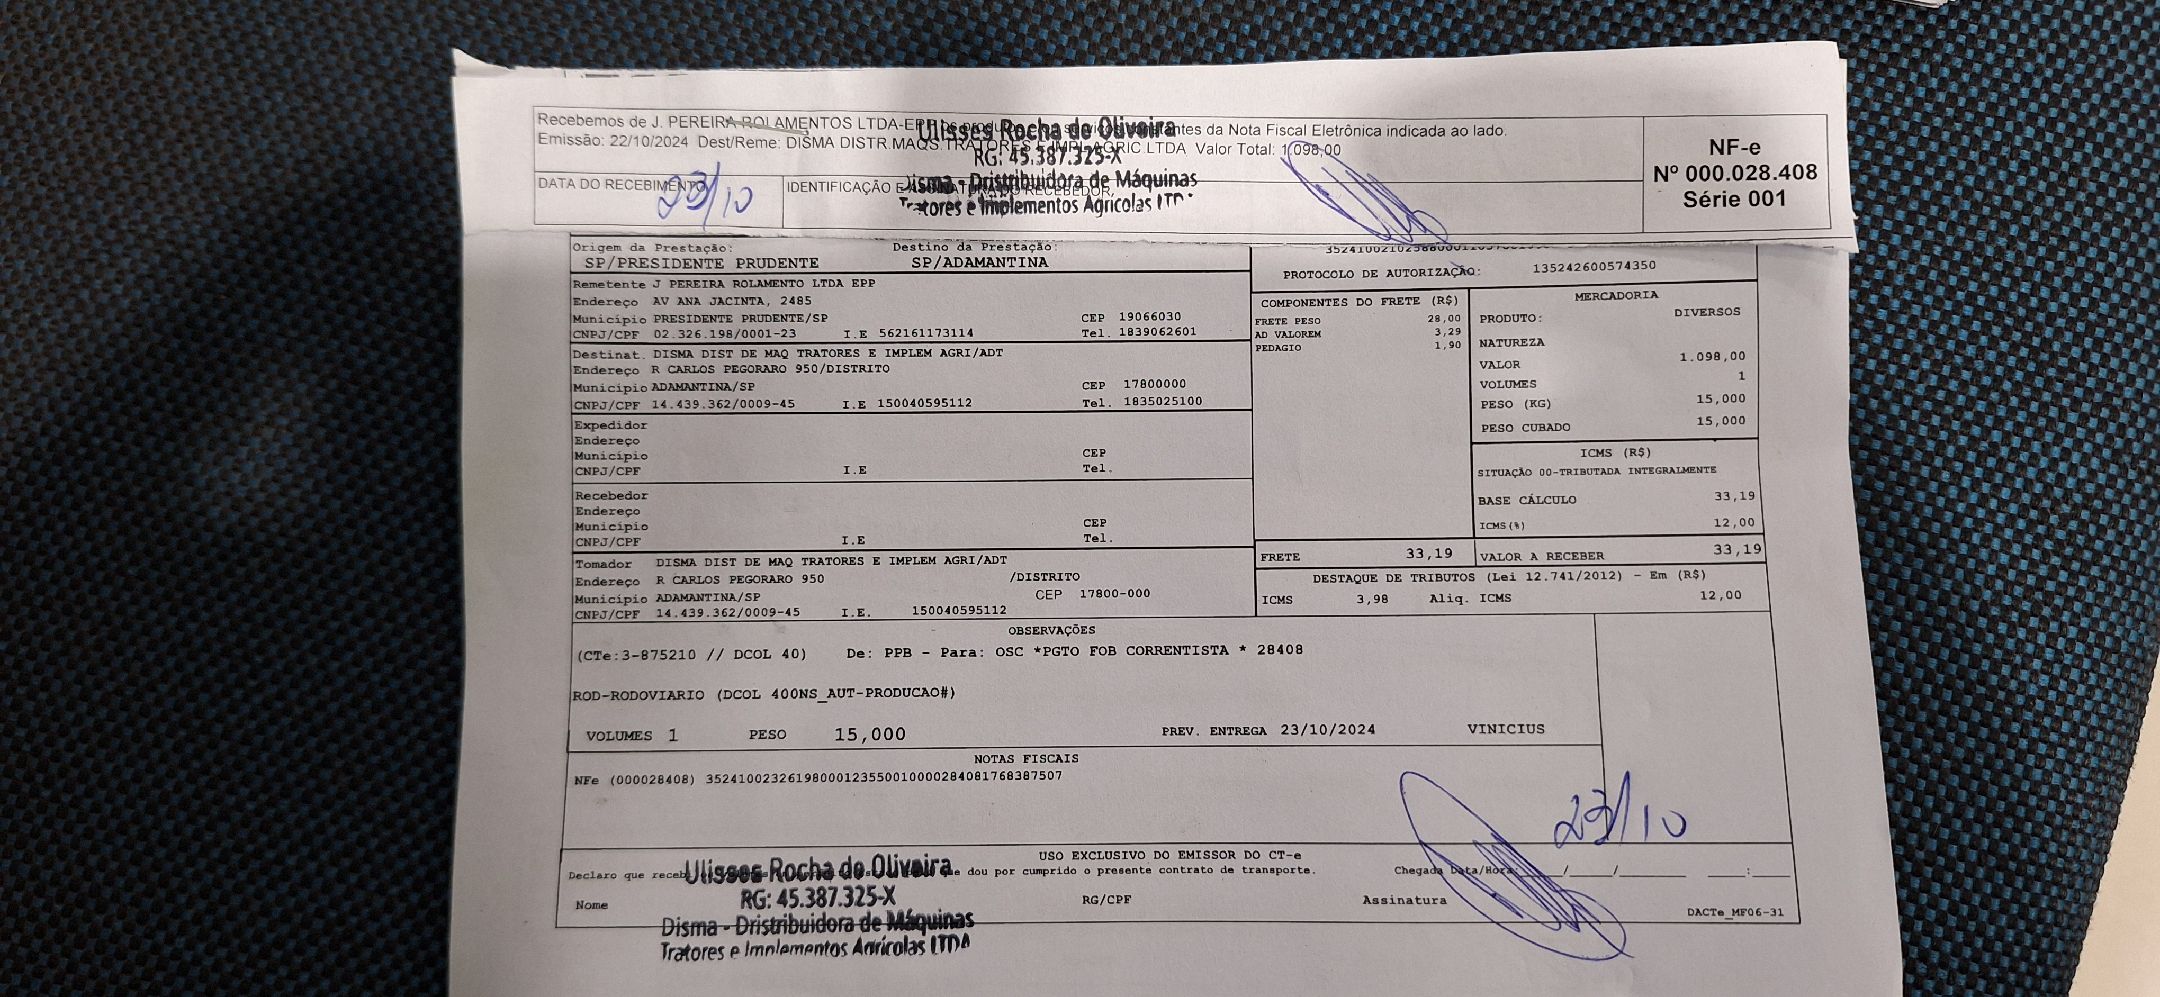 Recebemos de J. PEREIRA ROLAMENTOS LTDA-EPP os produtos constantes da Nota Fiscal Eletrônica indicada ao lado.
Emissão: 22/10/2024 Dest/Reme: DISMA DISTR.MAQS.TRATORES E IMPL.AGRIC.LTDA Valor Total: 1.098,00
DATA DO RECEBIMENTO
23/10
IDENTIFICAÇÃO E ASSINATURA DO RECEBEDOR
Ulisses Rocha de Oliveira
RG: 45.387.325-X
Disma - Dristribuidora de Máquinas
Tratores e Implementos Agricolas LTD
NF-e
Nº 000.028.408
Série 001
Origem da Prestação: Destino da Prestação:
SP/PRESIDENTE PRUDENTE SP/ADAMANTINA
PROTOCOLO DE AUTORIZAÇÃO: 135242600574350
Remetente J PEREIRA ROLAMENTO LTDA EPP
Endereço AV ANA JACINTA, 2485
Município PRESIDENTE PRUDENTE/SP CEP 19066030
CNPJ/CPF 02.326.198/0001-23 I.E 562161173114 Tel. 1839062601
Destinat. DISMA DIST DE MAQ TRATORES E IMPLEM AGRI/ADT
Endereço R CARLOS PEGORARO 950/DISTRITO
Município ADAMANTINA/SP CEP 17800000
CNPJ/CPF 14.439.362/0009-45 I.E 150040595112 Tel. 1835025100
Expedidor
Endereço
Município CEP
CNPJ/CPF I.E Tel.
Recebedor
Endereço
Município CEP
CNPJ/CPF I.E Tel.
Tomador DISMA DIST DE MAQ TRATORES E IMPLEM AGRI/ADT
Endereço R CARLOS PEGORARO 950 /DISTRITO
Município ADAMANTINA/SP CEP 17800-000
CNPJ/CPF 14.439.362/0009-45 I.E. 150040595112
COMPONENTES DO FRETE (R$)
FRETE PESO 28,00
AD VALOREM 3,29
PEDAGIO 1,90
MERCADORIA
PRODUTO: DIVERSOS
NATUREZA
VALOR 1.098,00
VOLUMES 1
PESO (KG) 15,000
PESO CUBADO 15,000
ICMS (R$)
SITUAÇÃO 00-TRIBUTADA INTEGRALMENTE
BASE CÁLCULO 33,19
ICMS(%) 12,00
FRETE 33,19 VALOR A RECEBER 33,19
DESTAQUE DE TRIBUTOS (Lei 12.741/2012) - Em (R$)
ICMS 3,98 Aliq. ICMS 12,00
OBSERVAÇÕES
(CTe:3-875210 // DCOL 40) De: PPB - Para: OSC *PGTO FOB CORRENTISTA * 28408
ROD-RODOVIARIO (DCOL 400NS_AUT-PRODUCAO#)
VOLUMES 1 PESO 15,000 PREV. ENTREGA 23/10/2024 VINICIUS
NOTAS FISCAIS
NFe (000028408) 35241002326198000123550010000284081768387507
23/10
USO EXCLUSIVO DO EMISSOR DO CT-e
Declaro que receb que dou por cumprido o presente contrato de transporte. Chegada Data/Hora: / / :
Nome RG/CPF Assinatura
DACTe_MF06-31
Ulisses Rocha de Oliveira
RG: 45.387.325-X
Disma - Dristribuidora de Máquinas
Tratores e Implementos Agrícolas LTDA